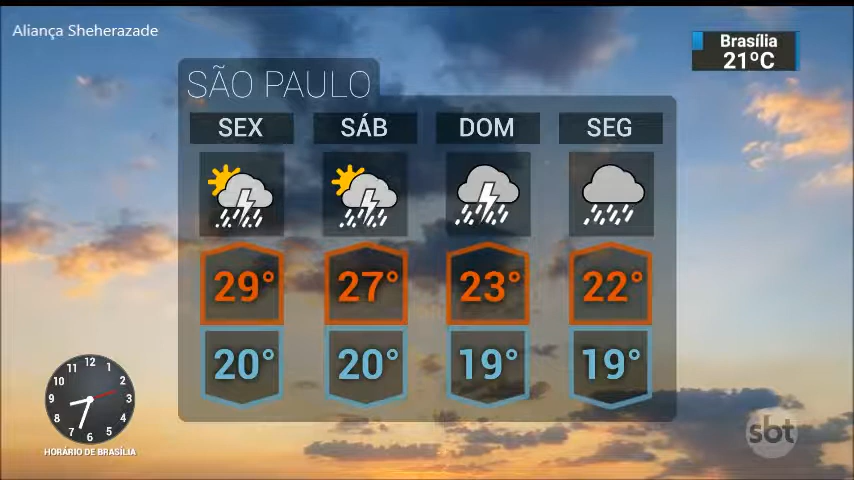 Aliança Sheherazade
Brasília
21ºC
SÃO PAULO
SEX SÁB DOM SEG
29° 27° 23° 22°
20° 20° 19° 19°
12
11 1
10 2
9 3
8 4
7 5
6
HORÁRIO DE BRASÍLIA
sbt